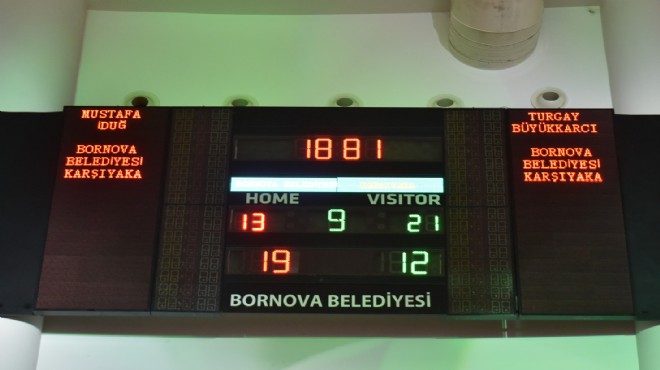 MUSTAFA
İDUĞ
BORNOVA
BELEDİYESİ
KARŞIYAKA
1881
HOME VISITOR
13 9 21
19 12
BORNOVA BELEDİYESİ
TURGAY
BÜYÜKKARCI
BORNOVA
BELEDİYESİ
KARŞIYAKA